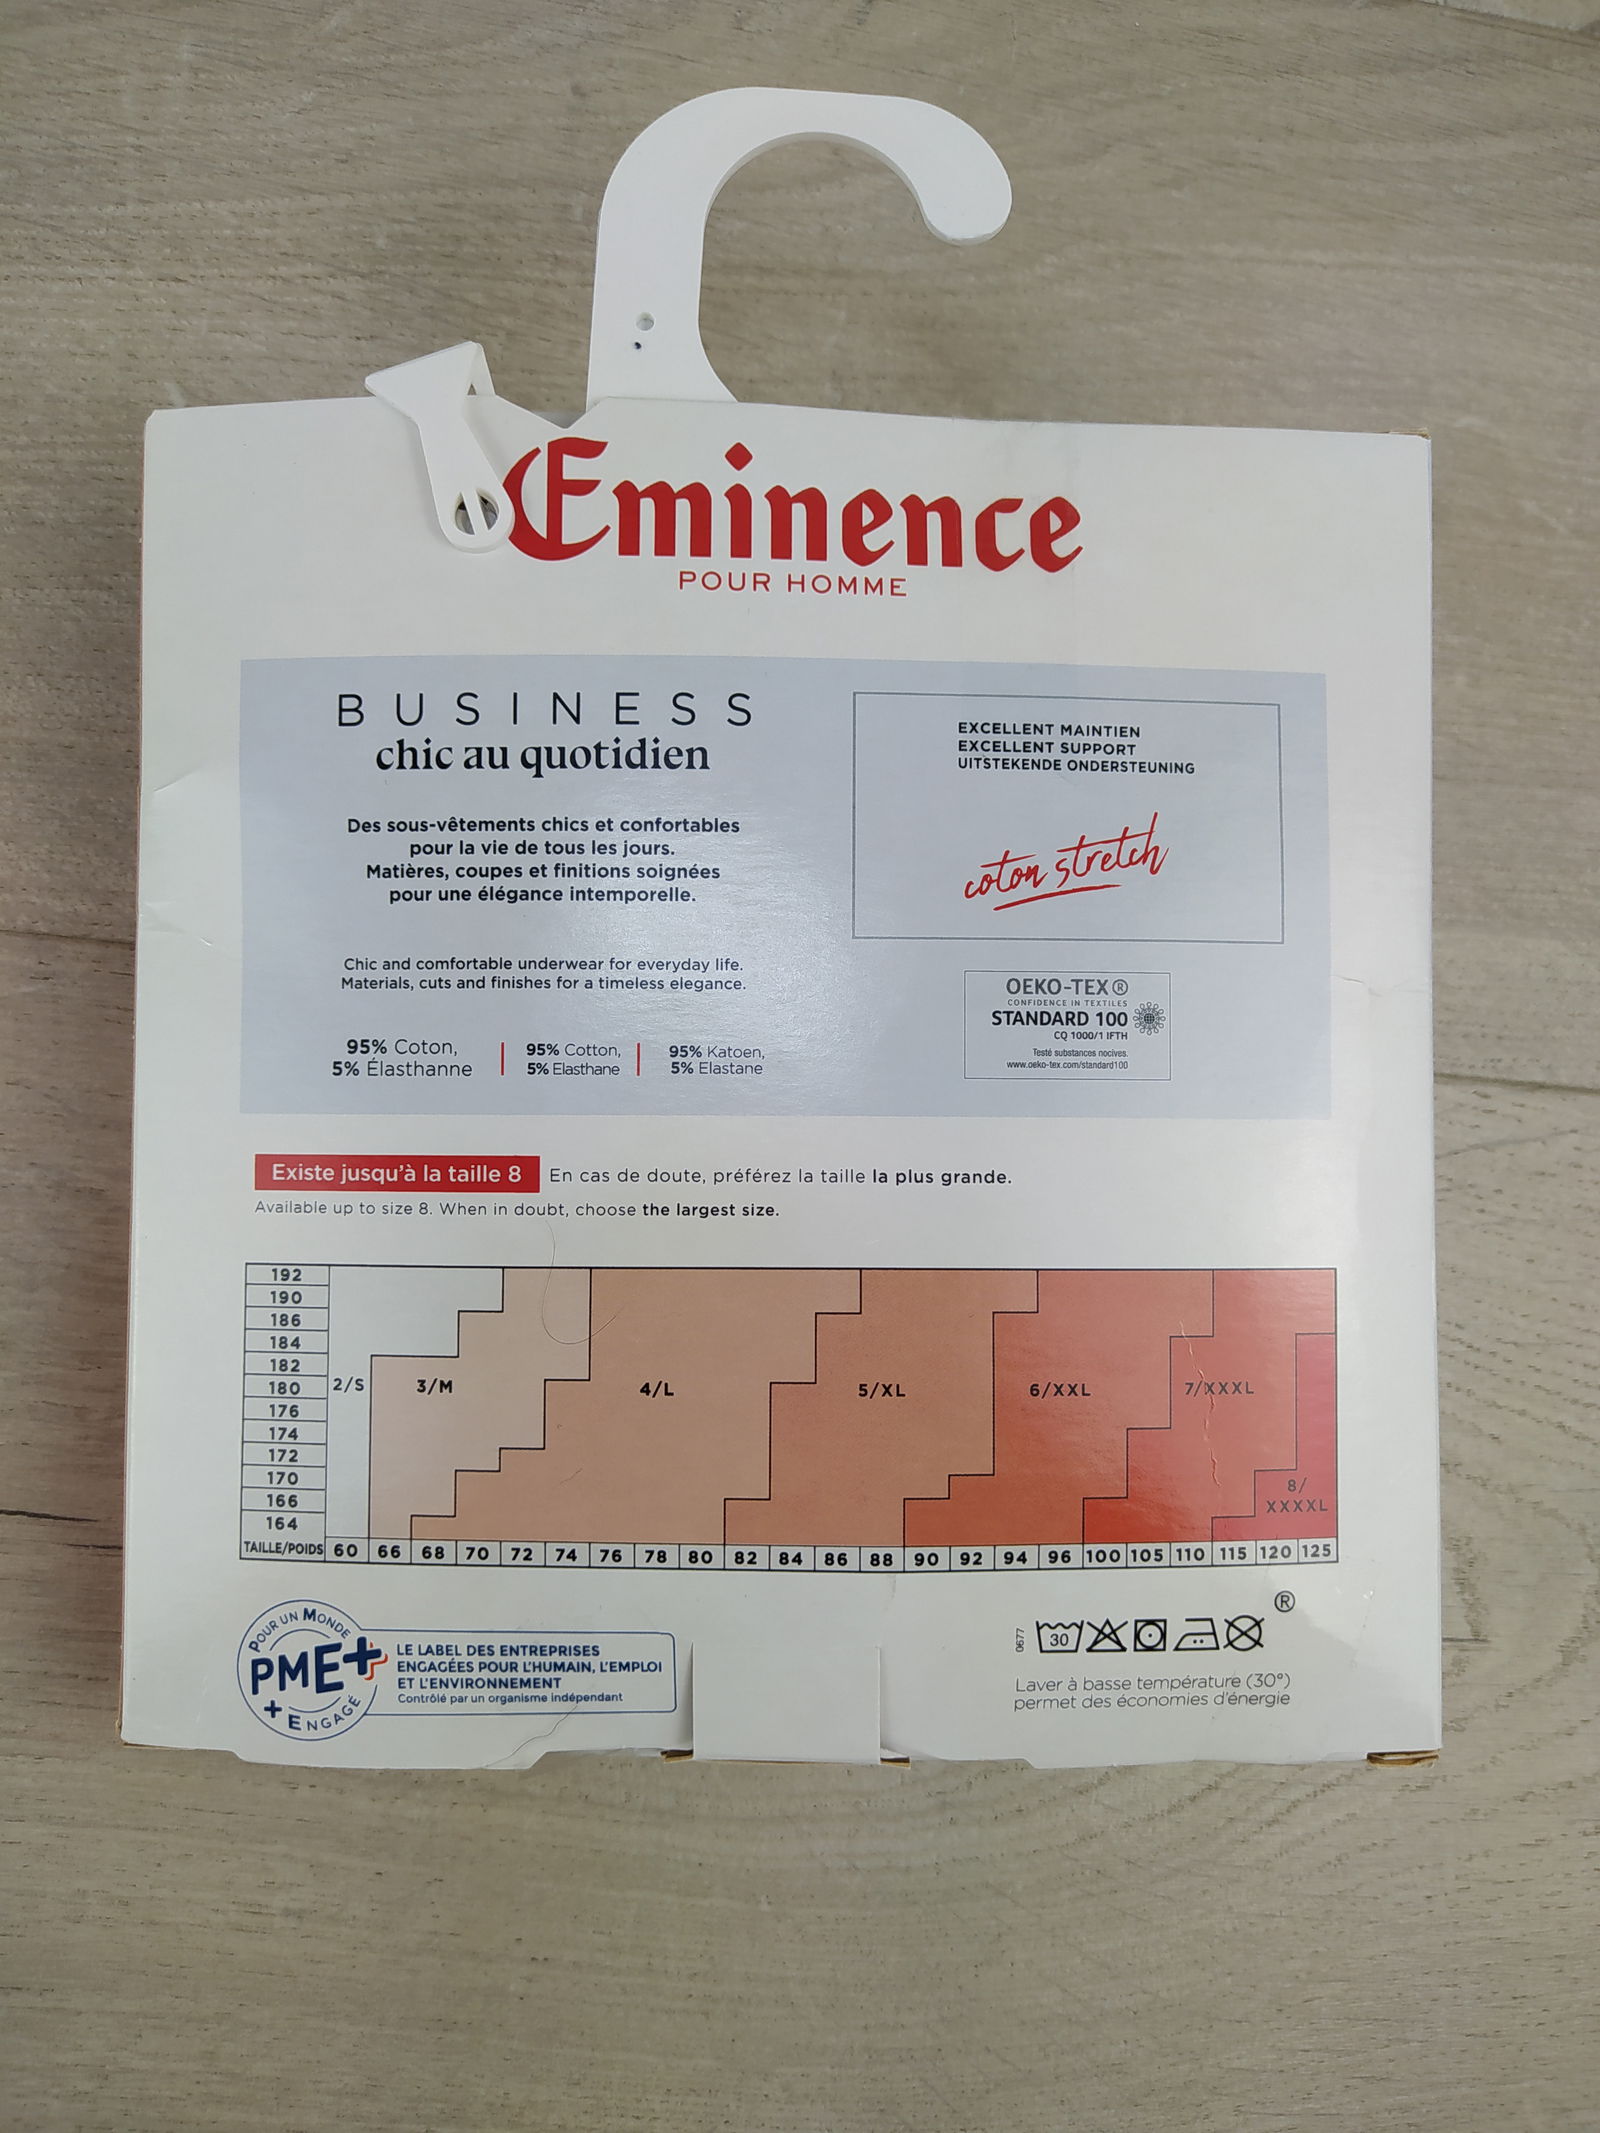 Eminence
POUR HOMME
BUSINESS
chic au quotidien
Des sous-vêtements chics et confortables
pour la vie de tous les jours.
Matières, coupes et finitions soignées
pour une élégance intemporelle.
Chic and comfortable underwear for everyday life.
Materials, cuts and finishes for a timeless elegance.
95% Coton,
5% Élasthanne
95% Cotton,
5% Elasthane
95% Katoen,
5% Elastane
EXCELLENT MAINTIEN
EXCELLENT SUPPORT
UITSTEKENDE ONDERSTEUNING
coton stretch
OEKO-TEX®
CONFIDENCE IN TEXTILES
STANDARD 100
CQ 1000/1 IFTH
Testé substances nocives.
www.oeko-tex.com/standard100
Existe jusqu'à la taille 8 En cas de doute, préférez la taille la plus grande.
Available up to size 8. When in doubt, choose the largest size.
192
190
186
184
182
180
176
174
172
170
166
164
2/S 3/M 4/L 5/XL 6/XXL 7/XXXL
8/
XXXXL
TAILLE/POIDS 60 66 68 70 72 74 76 78 80 82 84 86 88 90 92 94 96 100 105 110 115 120 125
POUR UN MONDE
PME+
+ ENGAGÉ
LE LABEL DES ENTREPRISES
ENGAGÉES POUR L'HUMAIN, L'EMPLOI
ET L'ENVIRONNEMENT
Contrôlé par un organisme indépendant
®
0677
30
Laver à basse température (30°)
permet des économies d'énergie